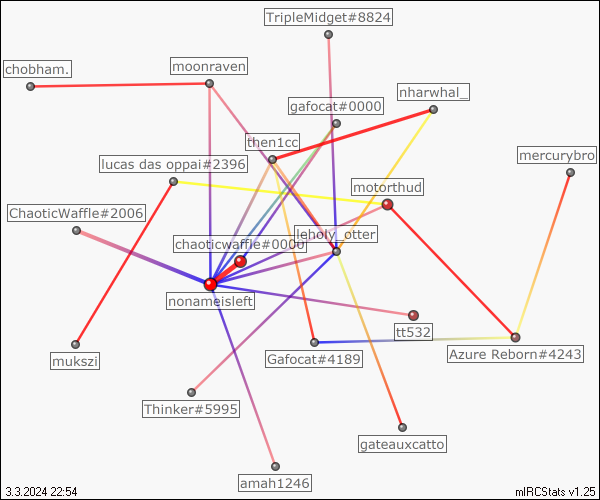 TripleMidget#8824
chobham.
moonraven
nharwhal_
gafocat#0000
then1cc
mercurybro
lucas das oppai#2396
motorthud
ChaoticWaffle#2006
leholy_otter
chaoticwaffle#0000
nonameisleft
tt532
mukszi
Gafocat#4189
Azure Reborn#4243
Thinker#5995
gateauxcatto
amah1246
3.3.2024 22:54
mIRCStats v1.25